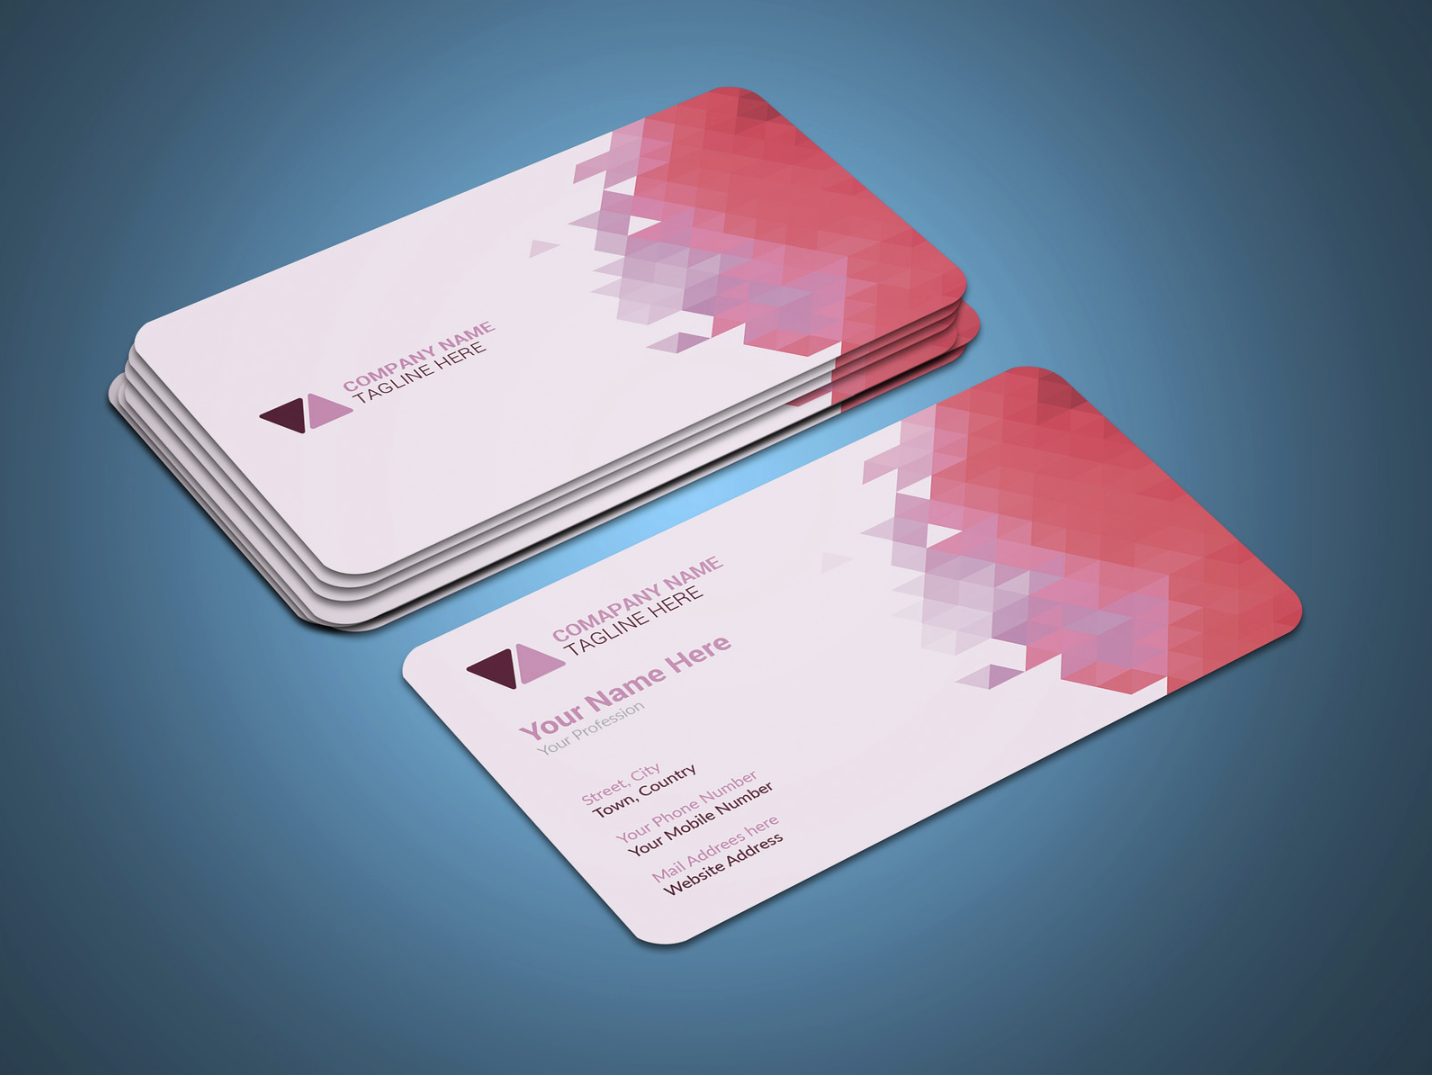 COMPANY NAME
TAGLINE HERE
COMAPANY NAME
TAGLINE HERE
Your Name Here
Your Profession
Street, City
Town, Country
Your Phone Number
Your Mobile Number
Mail Addrees here
Website Address